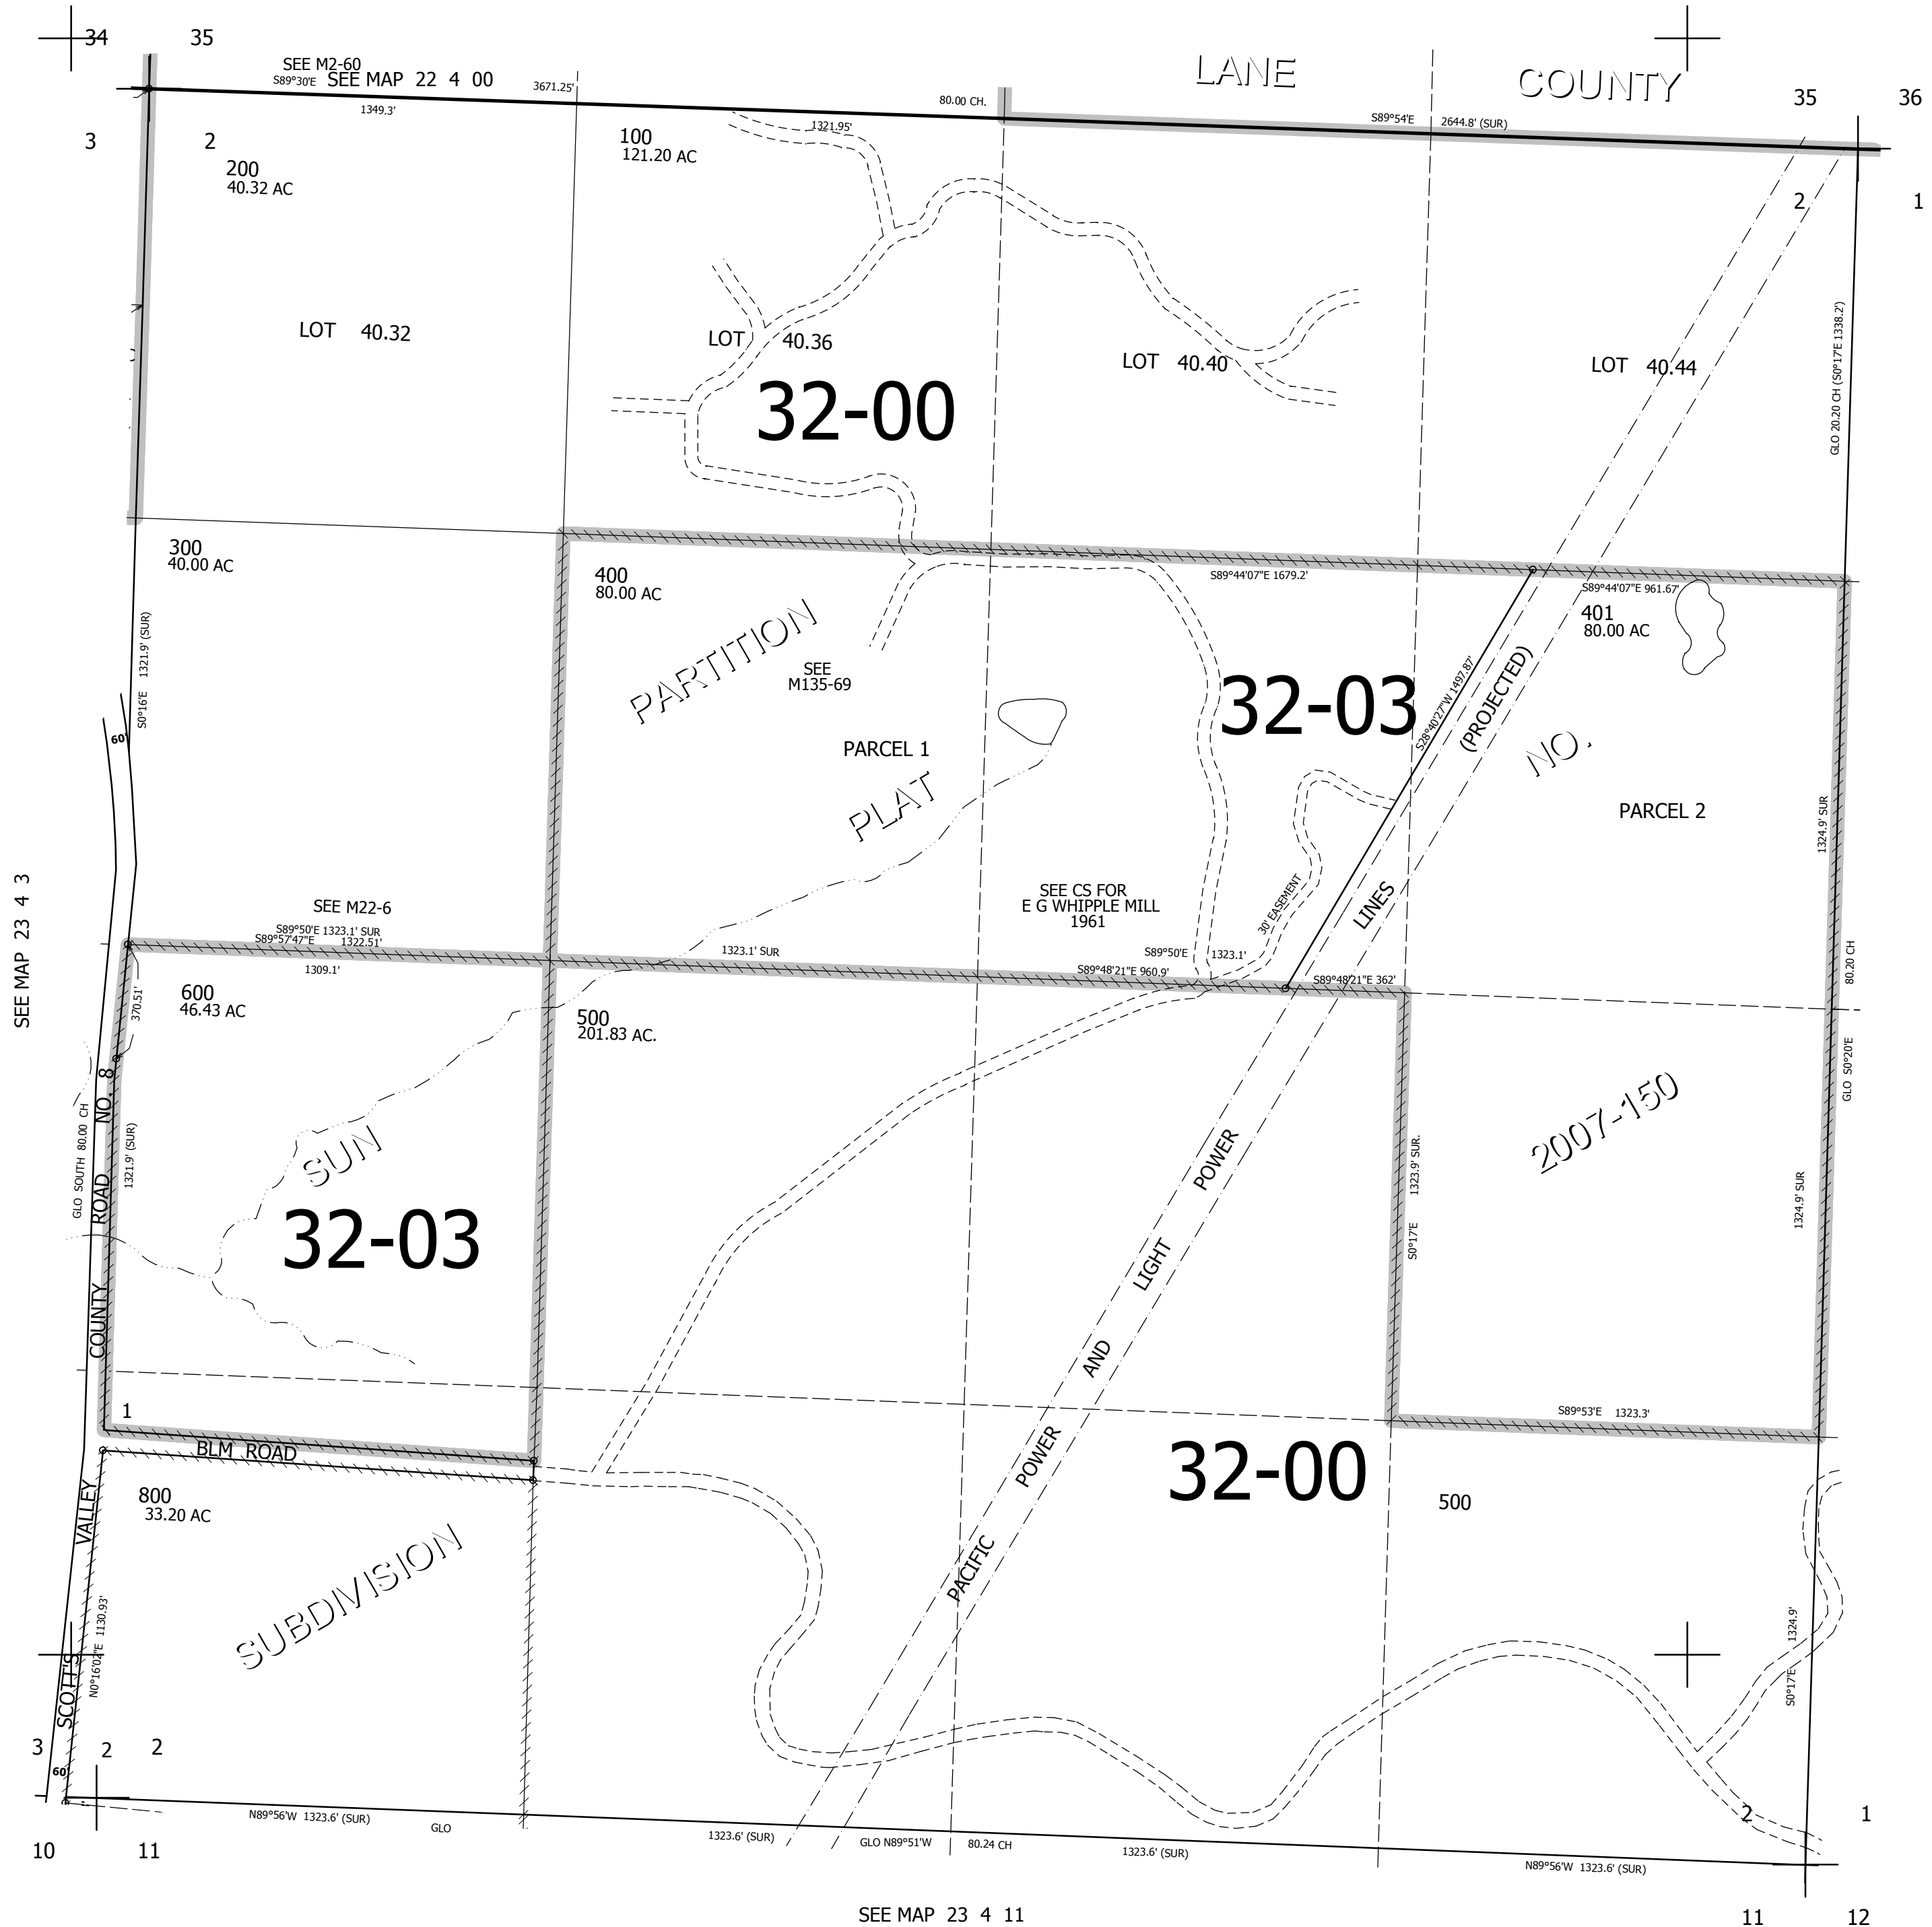 34 35
SEE M2-60
S89°30'E SEE MAP 22 4 00
3671.25'
1349.3'
80.00 CH.
LANE COUNTY
S89°54'E 2644.8' (SUR)
35 36
3 2
200
40.32 AC
100
121.20 AC
1321.95'
2 1
LOT 40.32
LOT 40.36
LOT 40.40
LOT 40.44
GLO 20.20 CH (S0°17'E 1338.2')
32-00
300
40.00 AC
400
80.00 AC
S89°44'07"E 1679.2'
S89°44'07"E 961.67'
401
80.00 AC
S0°16'E 1321.9' (SUR)
PARTITION
SEE
M135-69
32-03
S28°40'27"W 1497.87'
(PROJECTED)
NO.
60'
PARCEL 1
PLAT
PARCEL 2
1324.9' SUR
SEE MAP 23 4 3
SEE CS FOR
E G WHIPPLE MILL
1961
30' EASEMENT
LINES
SEE M22-6
S89°50'E 1323.1' SUR
S89°57'47"E 1322.51'
1309.1'
1323.1' SUR
S89°50'E 1323.1'
S89°48'21"E 960.9'
S89°48'21"E 362'
80.20 CH
GLO S0°20'E
600
46.43 AC
370.51'
500
201.83 AC.
GLO SOUTH 80.00 CH
1321.9' (SUR)
SUN
32-03
POWER
LIGHT
AND
POWER
PACIFIC
1323.9' SUR.
S0°17'E
2007-150
1324.9' SUR
SCOTT'S VALLEY COUNTY ROAD NO. 8
1
BLM ROAD
S89°53'E 1323.3'
32-00
500
800
33.20 AC
SUBDIVISION
N0°16'02"E 1130.93'
S0°17'E 1324.9'
3 2 2
60'
2 1
N89°56'W 1323.6' (SUR)
GLO
1323.6' (SUR)
GLO N89°51'W 80.24 CH
1323.6' (SUR)
N89°56'W 1323.6' (SUR)
10 11
SEE MAP 23 4 11
11 12